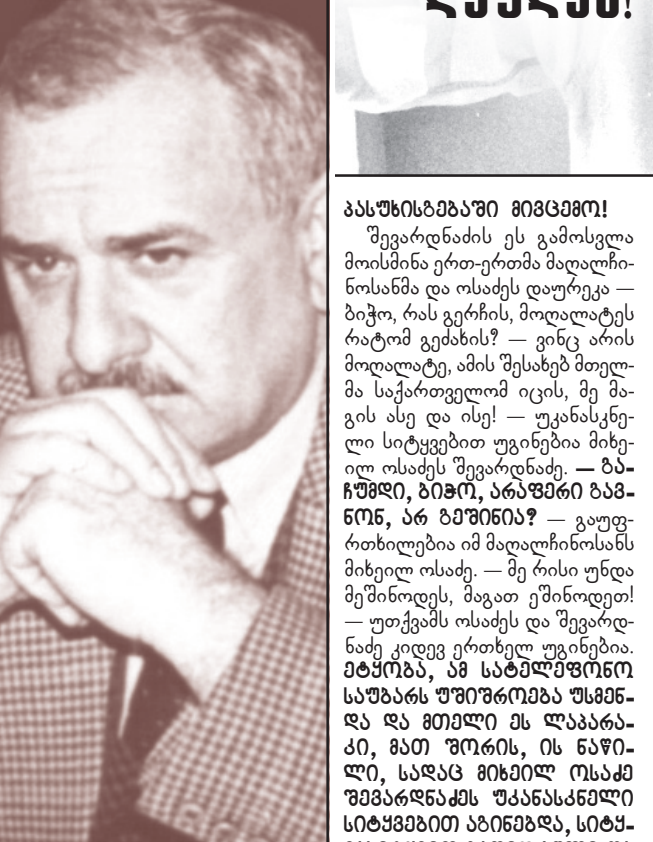 პასუხისგებაში მივცემო!
შევარდნაძის ეს გამოსვლა
მოისმინა ერთ-ერთმა მაღალჩი-
ნოსანმა და ოსაძეს დაურეკა —
ბიჭო, რას გერჩის, მოღალატეს
რატომ გეძახის? — ვინც არის
მოღალატე, ამის შესახებ მთელ-
მა საქართველომ იცის, მე მა-
გის ასე და ისე! — უკანასკნე-
ლი სიტყვებით უგინებია მიხე-
ილ ოსაძეს შევარდნაძე. — გა-
ჩუმდი, ბიჭო, არაფერი გავ-
ნონ, არ გეშინია? — გაუფ-
რთხილებია იმ მაღალჩინოსანს
მიხეილ ოსაძე. — მე რისი უნდა
მეშინოდეს, მაგათ ეშინოდეთ!
— უთქვამს ოსაძეს და შევარდ-
ნაძე კიდევ ერთხელ უგინებია.
ეტყობა, ამ სატელეფონო
საუბარს უშიშროება უსმენ-
და და მთელი ეს ლაპარა-
კი, მათ შორის, ის ნაწი-
ლი, სადაც მიხეილ ოსაძე
შევარდნაძეს უკანასკნელი
სიტყვებით აგინებდა, სიტყ-